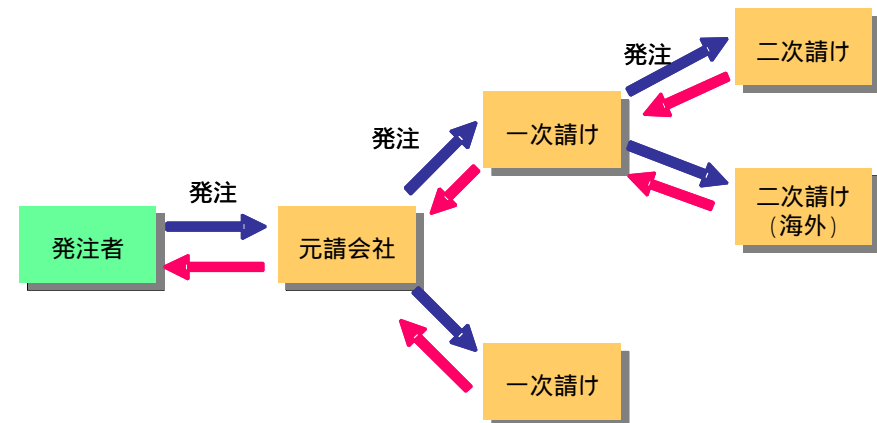 発注
二次請け
一次請け
発注
二次請け
(海外)
発注
発注者
元請会社
一次請け